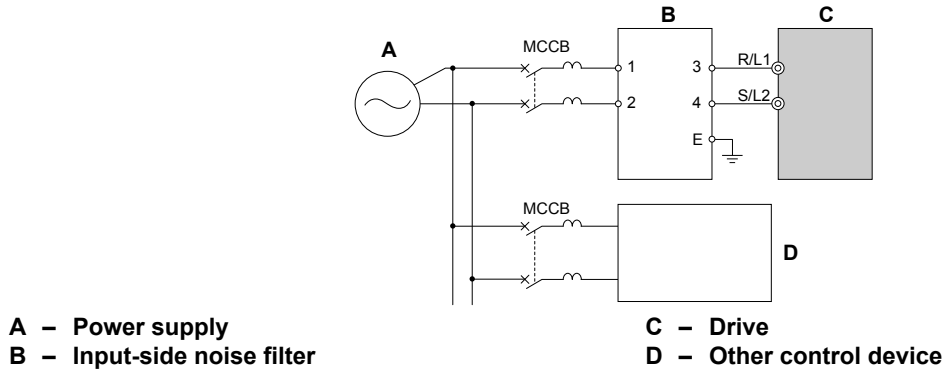 B C
A
MCCB
1 3 R/L1
2 4 S/L2
E
MCCB
D
A – Power supply C – Drive
B – Input-side noise filter D – Other control device